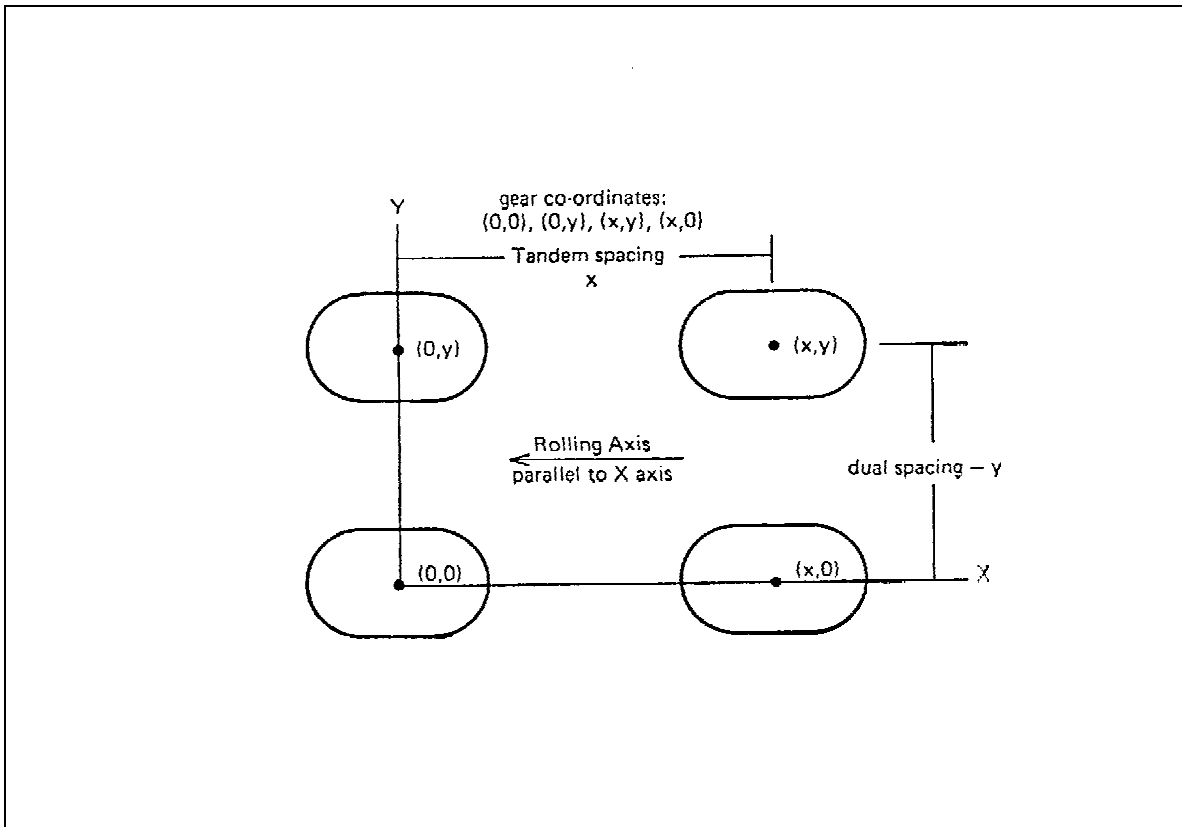 gear co-ordinates:
(0,0), (0,y), (x,y), (x,0)
Y
Tandem spacing
x
(0,y)
(x,y)
Rolling Axis
parallel to X axis
dual spacing — y
(0,0)
(x,0)
X